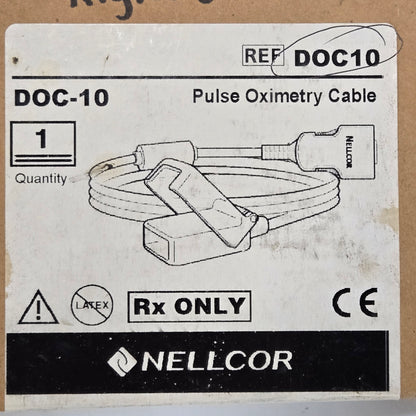 REF DOC10
DOC-10
Pulse Oximetry Cable
1
Quantity
NELLCOR
LATEX
Rx ONLY
CE
NELLCOR